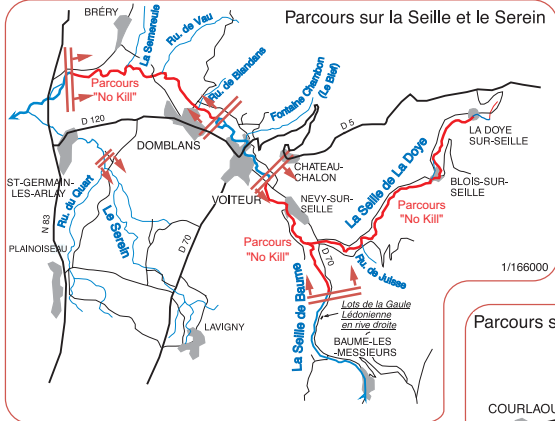 Parcours sur la Seille et le Serein
BRÉRY
La Semereule
Ru. de Vau
Ru. de Blandans
Parcours
"No Kill"
Fontaine Chambon
(Le Bief)
D 120
DOMBLANS
D 5
LA DOYE
SUR-SEILLE
ST-GERMAIN-
LES-ARLAY
Ru. du Quart
Le Serein
VOITEUR
CHATEAU-
CHALON
NEVY-SUR-
SEILLE
La Seille de La Doye
BLOIS-SUR-
SEILLE
Parcours
"No Kill"
N 83
PLAINOISEAU
D 70
Parcours
"No Kill"
D 70
Ru. de Juisse
1/166000
La Seille de Baume
Lots de la Gaule
Lédonienne
en rive droite
LAVIGNY
BAUME-LES
-MESSIEURS
Parcours s
COURLAOU